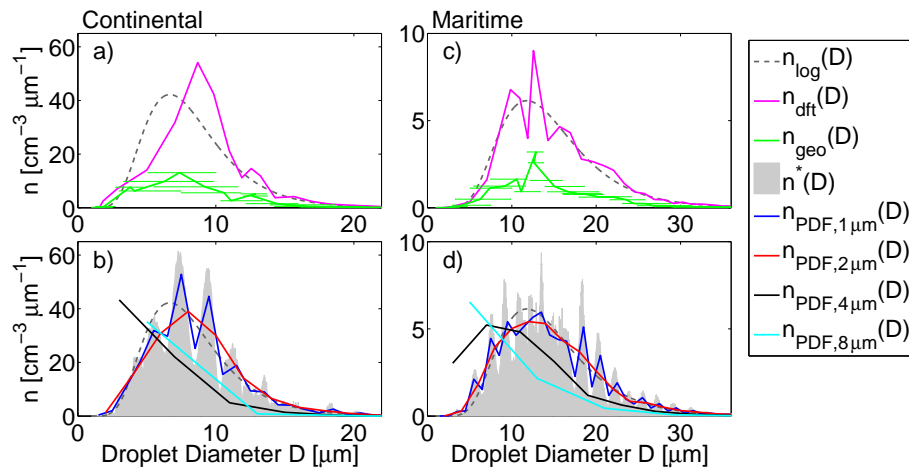 Continental
Maritime
a)
c)
60
40
20
0
n [cm⁻³ µm⁻¹]
0 10 20
10
5
0
0 10 20 30
b)
d)
60
40
20
0
n [cm⁻³ µm⁻¹]
0 10 20
Droplet Diameter D [µm]
10
5
0
0 10 20 30
Droplet Diameter D [µm]
n_log(D)
n_dft(D)
n_geo(D)
n*(D)
n_PDF,1µm(D)
n_PDF,2µm(D)
n_PDF,4µm(D)
n_PDF,8µm(D)